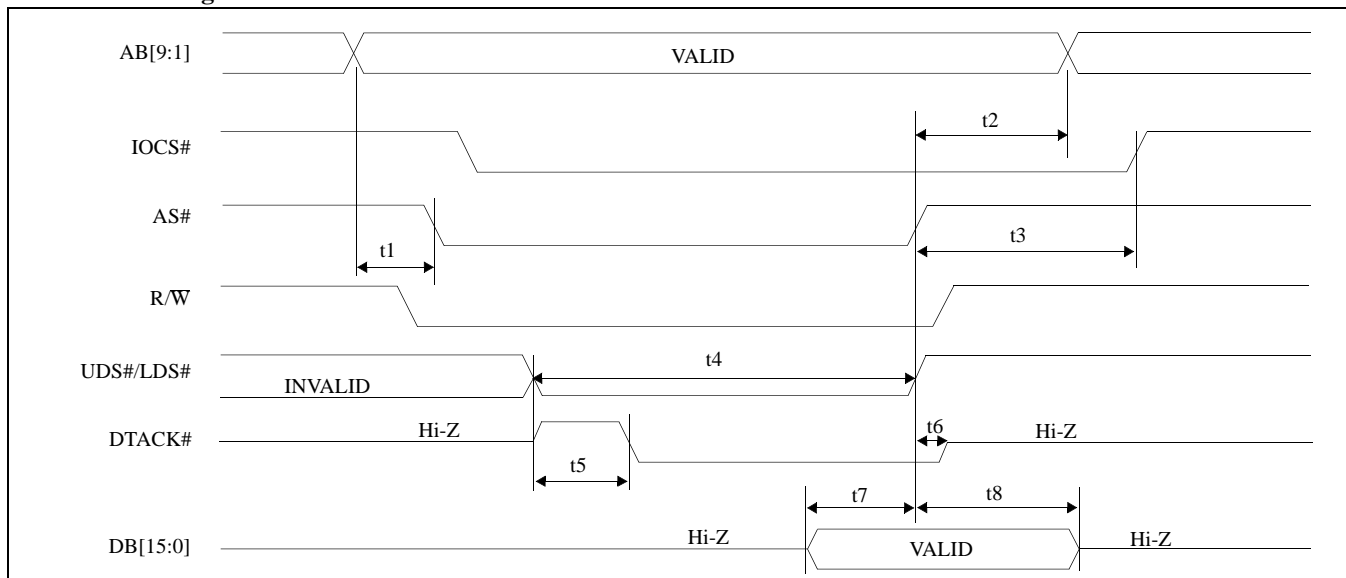 AB[9:1]
VALID
t2
IOCS#
AS#
t1
t3
R/W̅
t4
UDS#/LDS#
INVALID
DTACK#
Hi-Z
t6
Hi-Z
t5
t7
t8
DB[15:0]
Hi-Z
VALID
Hi-Z